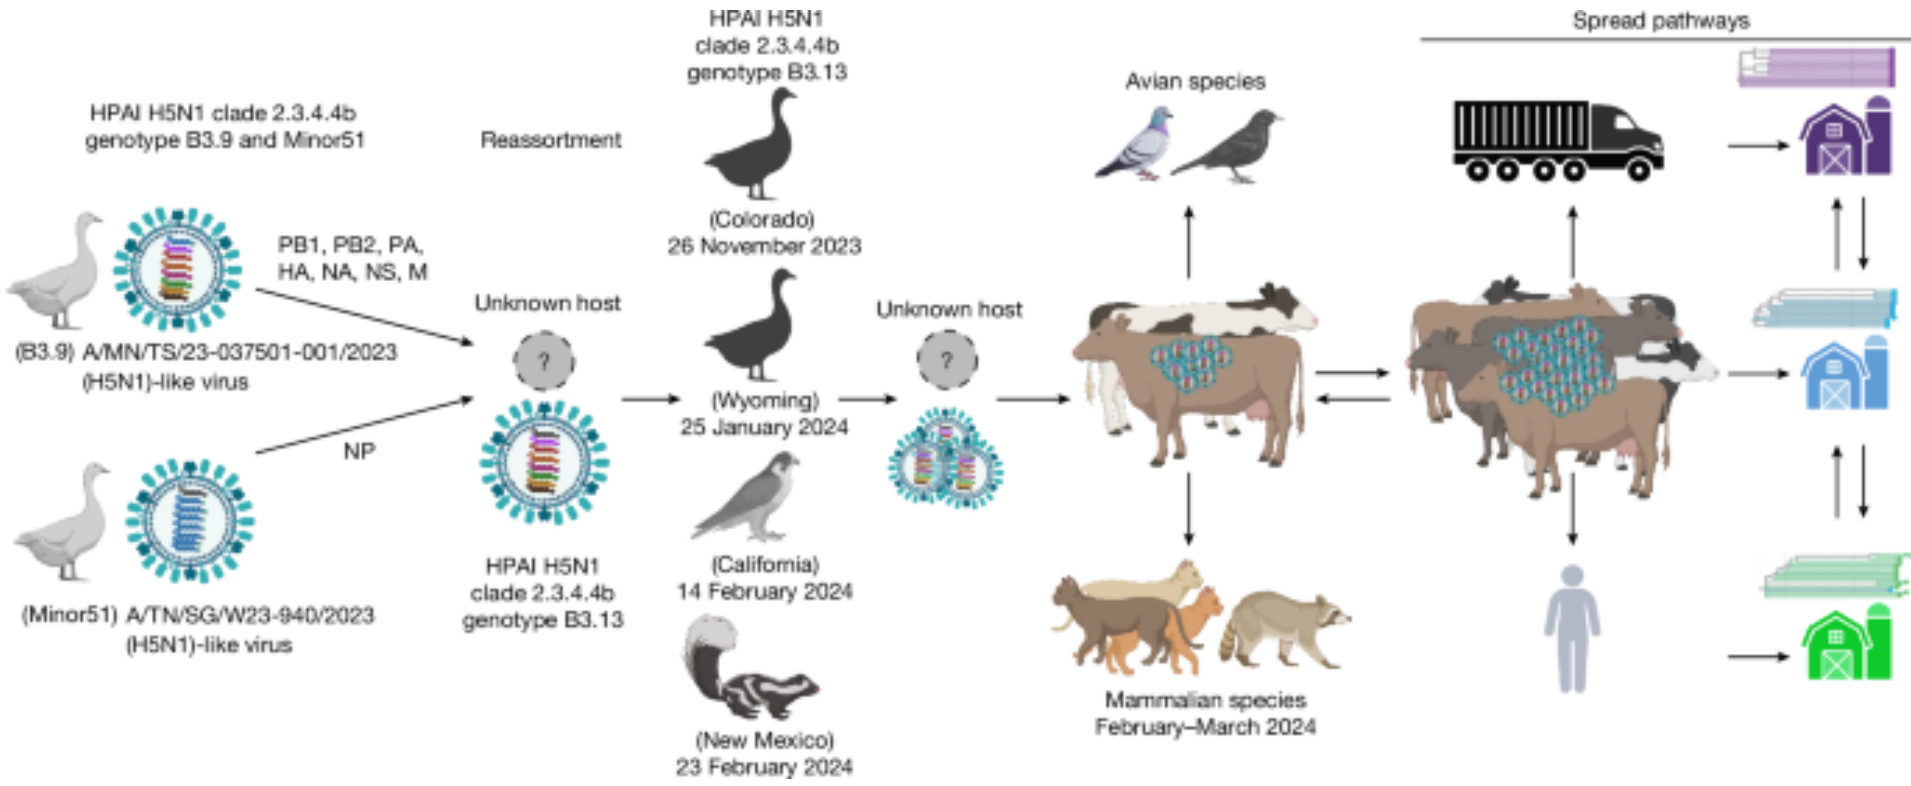 HPAI H5N1 clade 2.3.4.4b
genotype B3.9 and Minor51
PB1, PB2, PA,
HA, NA, NS, M
(B3.9) A/MN/TS/23-037501-001/2023
(H5N1)-like virus
NP
(Minor51) A/TN/SG/W23-940/2023
(H5N1)-like virus
Reassortment
Unknown host
?
HPAI H5N1
clade 2.3.4.4b
genotype B3.13
HPAI H5N1
clade 2.3.4.4b
genotype B3.13
(Colorado)
26 November 2023
(Wyoming)
25 January 2024
(California)
14 February 2024
(New Mexico)
23 February 2024
Unknown host
?
Avian species
Mammalian species
February–March 2024
Spread pathways